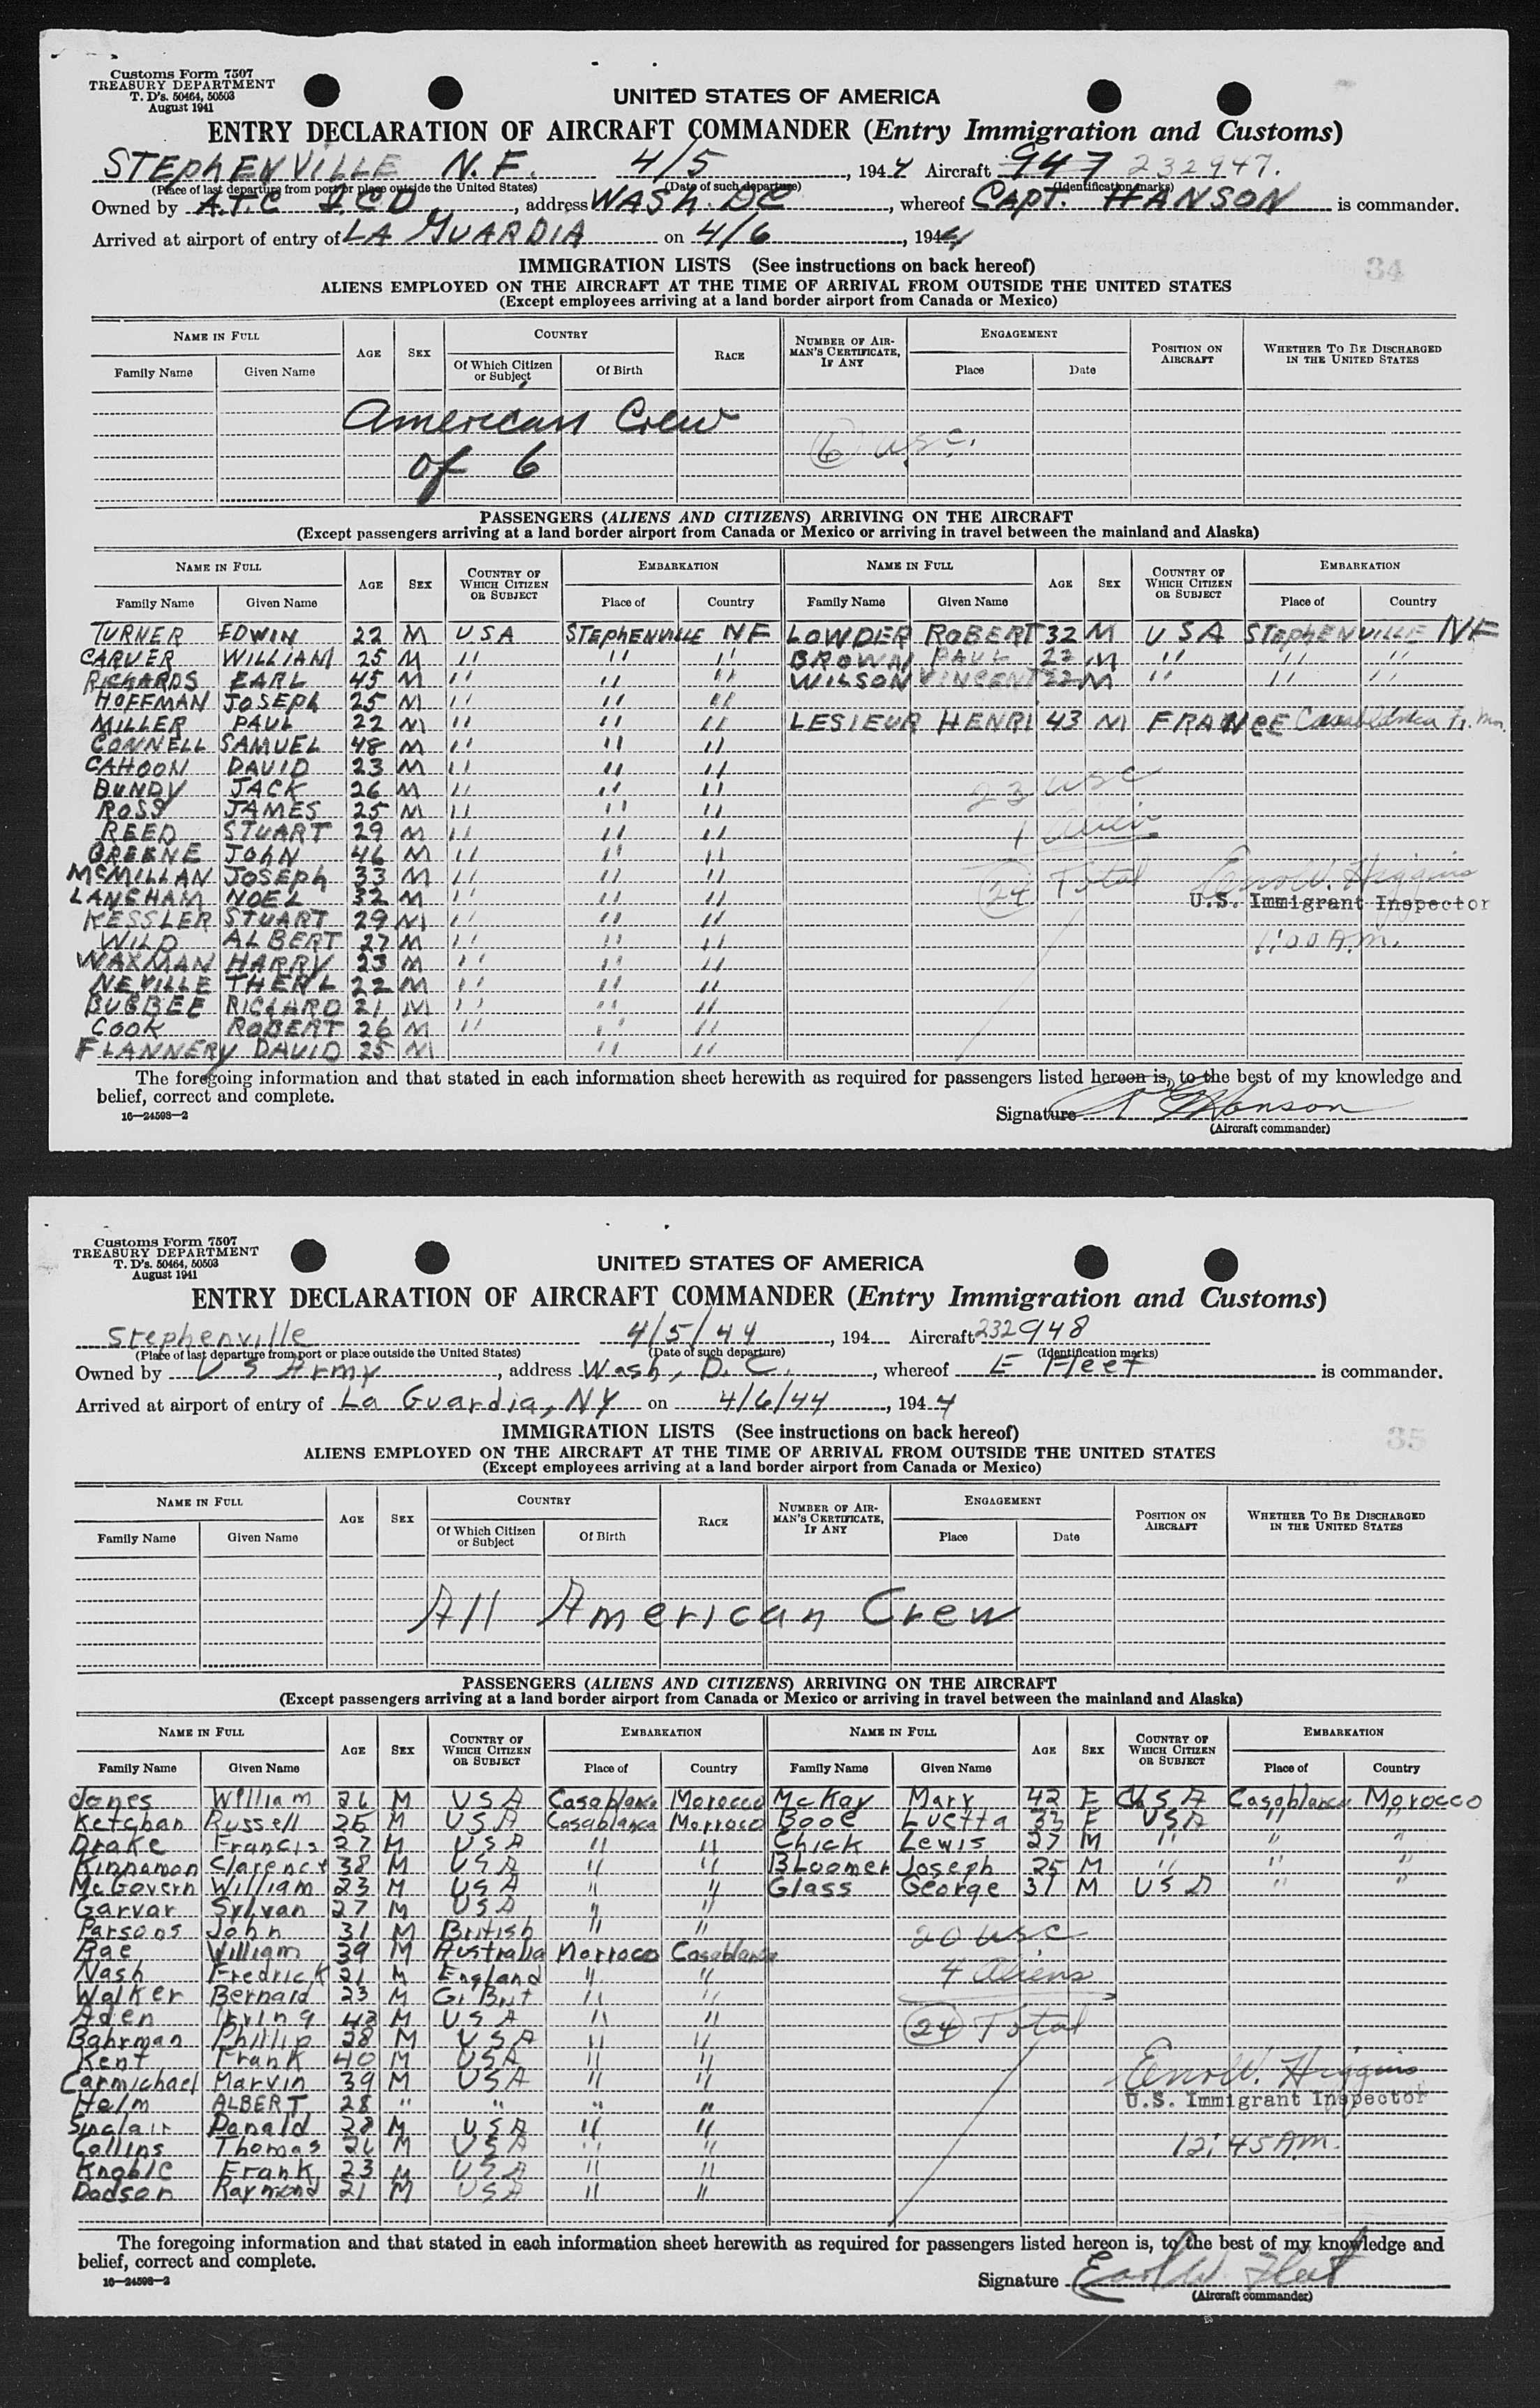 Customs Form 7507
TREASURY DEPARTMENT
T. D's. 50464, 50503
August 1941
UNITED STATES OF AMERICA
ENTRY DECLARATION OF AIRCRAFT COMMANDER (Entry Immigration and Customs)
STEPHENVILLE N.F. 4/5, 1944 Aircraft 947 232947.
(Place of last departure from port or place outside the United States) (Date of such departure) (Identification marks)
Owned by A.T.C I.C.D., address WASH. DC, whereof CAPT. HANSON is commander.
Arrived at airport of entry of LA GUARDIA on 4/6, 1944
IMMIGRATION LISTS (See instructions on back hereof)
34
ALIENS EMPLOYED ON THE AIRCRAFT AT THE TIME OF ARRIVAL FROM OUTSIDE THE UNITED STATES
(Except employees arriving at a land border airport from Canada or Mexico)
NAME IN FULL AGE SEX COUNTRY RACE NUMBER OF AIRMAN'S CERTIFICATE, IF ANY ENGAGEMENT POSITION ON AIRCRAFT WHETHER TO BE DISCHARGED IN THE UNITED STATES
Family Name Given Name Of Which Citizen or Subject Of Birth Place Date
American Crew
of 6
6 USC.
PASSENGERS (ALIENS AND CITIZENS) ARRIVING ON THE AIRCRAFT
(Except passengers arriving at a land border airport from Canada or Mexico or arriving in travel between the mainland and Alaska)
NAME IN FULL AGE SEX COUNTRY OF WHICH CITIZEN OR SUBJECT EMBARKATION NAME IN FULL AGE SEX COUNTRY OF WHICH CITIZEN OR SUBJECT EMBARKATION
Family Name Given Name Place of Country Family Name Given Name Place of Country
TURNER EDWIN 22 M USA STEPHENVILLE NF LOWDER ROBERT 32 M USA STEPHENVILLE NF
CARVER WILLIAM 25 M " " " BROWN PAUL 23 M " " "
RICHARDS EARL 45 M " " " WILSON VINCENT 22 M " " "
HOFFMAN JOSEPH 25 M " " "
MILLER PAUL 22 M " " " LESIEUR HENRI 43 M FRANCE Casablanca Fr. Mor.
CONNELL SAMUEL 48 M " " "
CAHOON DAVID 23 M " " "
BUNDY JACK 26 M " " " 23 USC
ROSS JAMES 25 M " " "
REED STUART 29 M " " " 1 alien
GREENE JOHN 46 M " " "
McMILLAN JOSEPH 33 M " " " 24 Total
LANGHAM NOEL 32 M " " " U.S. Immigrant Inspector
KESSLER STUART 29 M " " "
WILD ALBERT 27 M " " " 1:00 A.M.
WAXMAN HARRY 23 M " " "
NEVILLE THER'L 22 M " " "
BUGBEE RICHARD 21 M " " "
COOK ROBERT 26 M " " "
FLANNERY DAVID 25 M " "
The foregoing information and that stated in each information sheet herewith as required for passengers listed hereon is, to the best of my knowledge and
belief, correct and complete.
16—24598-2
Signature Hanson
(Aircraft commander)
Customs Form 7507
TREASURY DEPARTMENT
T. D's. 50464, 50503
August 1941
UNITED STATES OF AMERICA
ENTRY DECLARATION OF AIRCRAFT COMMANDER (Entry Immigration and Customs)
Stephenville 4/5/44, 194 Aircraft 232948
(Place of last departure from port or place outside the United States) (Date of such departure) (Identification marks)
Owned by US Army, address Wash, D.C., whereof E Fleet is commander.
Arrived at airport of entry of La Guardia, NY on 4/6/44, 1944
IMMIGRATION LISTS (See instructions on back hereof)
35
ALIENS EMPLOYED ON THE AIRCRAFT AT THE TIME OF ARRIVAL FROM OUTSIDE THE UNITED STATES
(Except employees arriving at a land border airport from Canada or Mexico)
NAME IN FULL AGE SEX COUNTRY RACE NUMBER OF AIRMAN'S CERTIFICATE, IF ANY ENGAGEMENT POSITION ON AIRCRAFT WHETHER TO BE DISCHARGED IN THE UNITED STATES
Family Name Given Name Of Which Citizen or Subject Of Birth Place Date
All American Crew
PASSENGERS (ALIENS AND CITIZENS) ARRIVING ON THE AIRCRAFT
(Except passengers arriving at a land border airport from Canada or Mexico or arriving in travel between the mainland and Alaska)
NAME IN FULL AGE SEX COUNTRY OF WHICH CITIZEN OR SUBJECT EMBARKATION NAME IN FULL AGE SEX COUNTRY OF WHICH CITIZEN OR SUBJECT EMBARKATION
Family Name Given Name Place of Country Family Name Given Name Place of Country
Jones William 26 M USA Casablanca Morocco McKay Mary 42 F USA Casablanca Morocco
Ketchan Russell 25 M USA Casablanca Morroco Booe Luetta 33 F USA " "
Drake Francis 27 M USA " " Chick Lewis 27 M " " "
Kinnamon Clarence 38 M USA " " Bloomer Joseph 25 M " " "
McGovern William 23 M USA " " Glass George 31 M USA " "
Garvar Sylvan 27 M USA " "
Parsons John 31 M British " " 20 USC
Rae William 39 M Australia Morroco Casablanca
Nash Fredrick 21 M England " " 4 Aliens
Walker Bernard 23 M Gr Brit " "
Aden Irving 43 M USA " " 24 Total
Bahrman Phillip 28 M USA " "
Kent Frank 40 M USA " "
Carmichael Marvin 39 M USA " "
Helm ALBERT 28 " " " " U.S. Immigrant Inspector
Sinclair Donald 28 M USA " "
Collins Thomas 26 M USA " " 12:45 A.M.
Knoble Frank 23 M USA " "
Dodson Raymond 21 M USA " "
The foregoing information and that stated in each information sheet herewith as required for passengers listed hereon is, to the best of my knowledge and
belief, correct and complete.
16—24598-2
Signature Earl W. Fleet
(Aircraft commander)